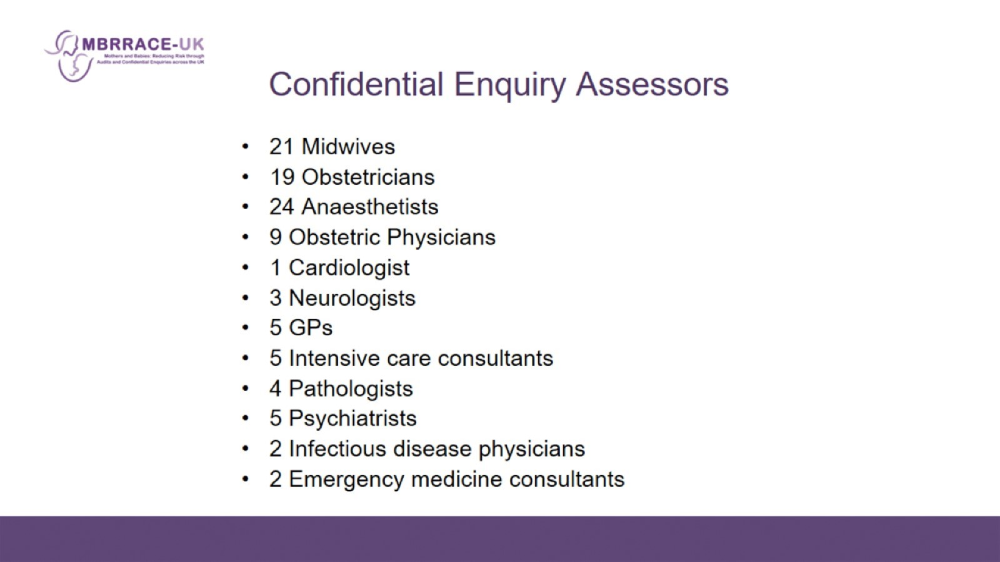 MBRRACE-UK
Mothers and Babies: Reducing Risk through
Audits and Confidential Enquiries across the UK
Confidential Enquiry Assessors
• 21 Midwives
• 19 Obstetricians
• 24 Anaesthetists
• 9 Obstetric Physicians
• 1 Cardiologist
• 3 Neurologists
• 5 GPs
• 5 Intensive care consultants
• 4 Pathologists
• 5 Psychiatrists
• 2 Infectious disease physicians
• 2 Emergency medicine consultants